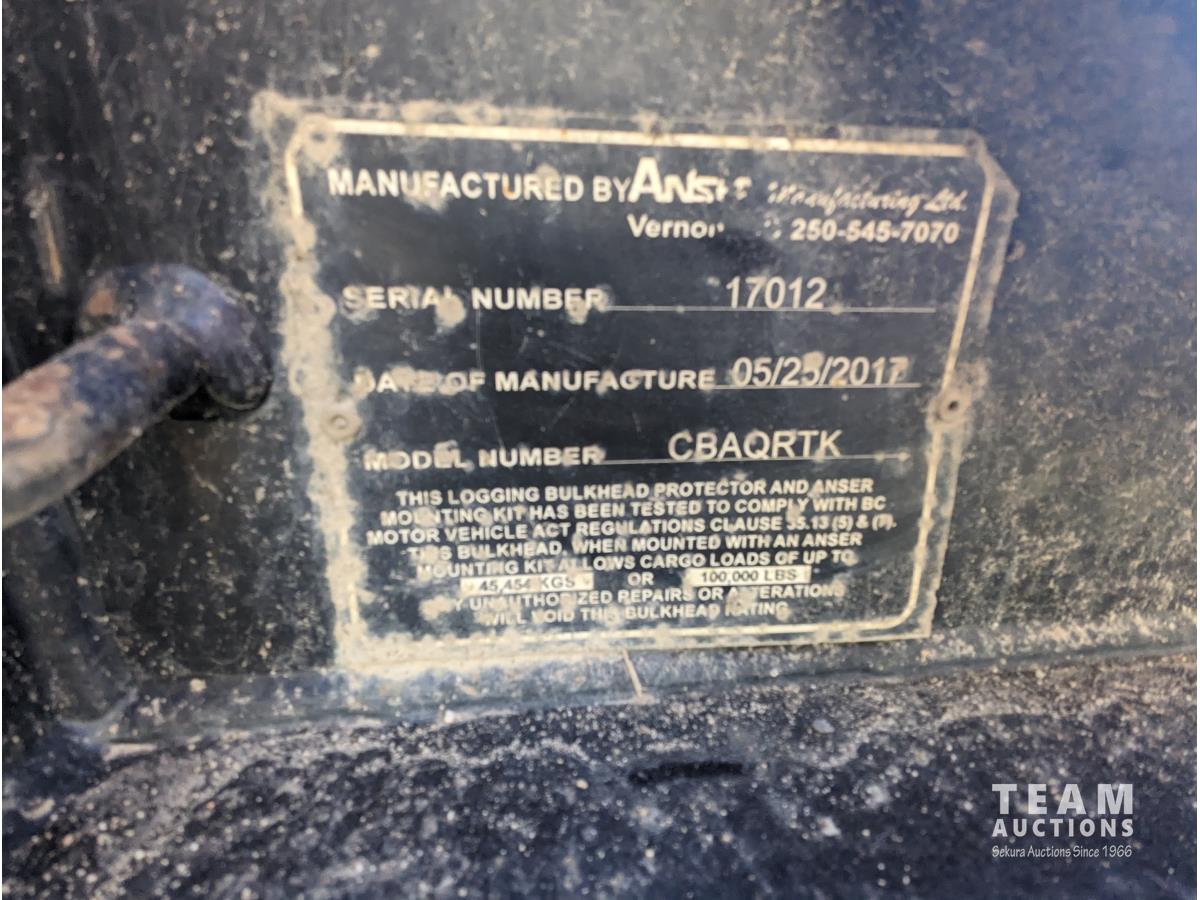 MANUFACTURED BY ANSER Manufacturing Ltd.
Vernon 250-545-7070
SERIAL NUMBER 17012
DATE OF MANUFACTURE 05/25/2017
MODEL NUMBER CBAQRTK
THIS LOGGING BULKHEAD PROTECTOR AND ANSER
MOUNTING KIT HAS BEEN TESTED TO COMPLY WITH BC
MOTOR VEHICLE ACT REGULATIONS CLAUSE 35.13 (5) & (7).
THIS BULKHEAD, WHEN MOUNTED WITH AN ANSER
MOUNTING KIT ALLOWS CARGO LOADS OF UP TO
45,454 KGS OR 100,000 LBS
UNAUTHORIZED REPAIRS OR ALTERATIONS
WILL VOID THIS BULKHEAD RATING
TEAM
AUCTIONS
Sekura Auctions Since 1966